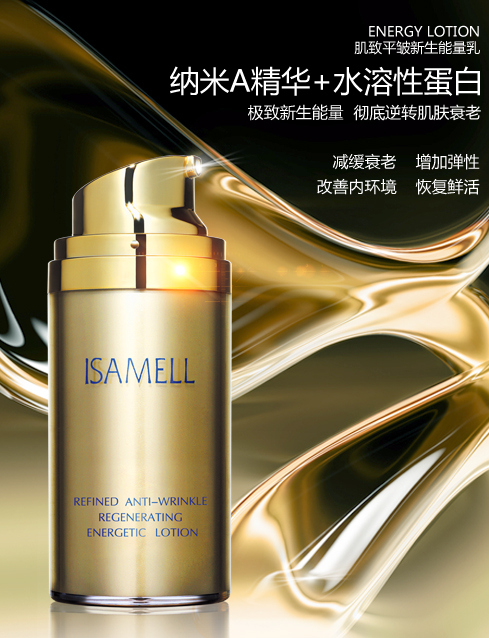 ENERGY LOTION
肌致平皱新生能量乳
纳米A精华+水溶性蛋白
极致新生能量 彻底逆转肌肤衰老
减缓衰老 增加弹性
改善内环境 恢复鲜活
ISAMELL
REFINED ANTI-WRINKLE
REGENERATING
ENERGETIC LOTION